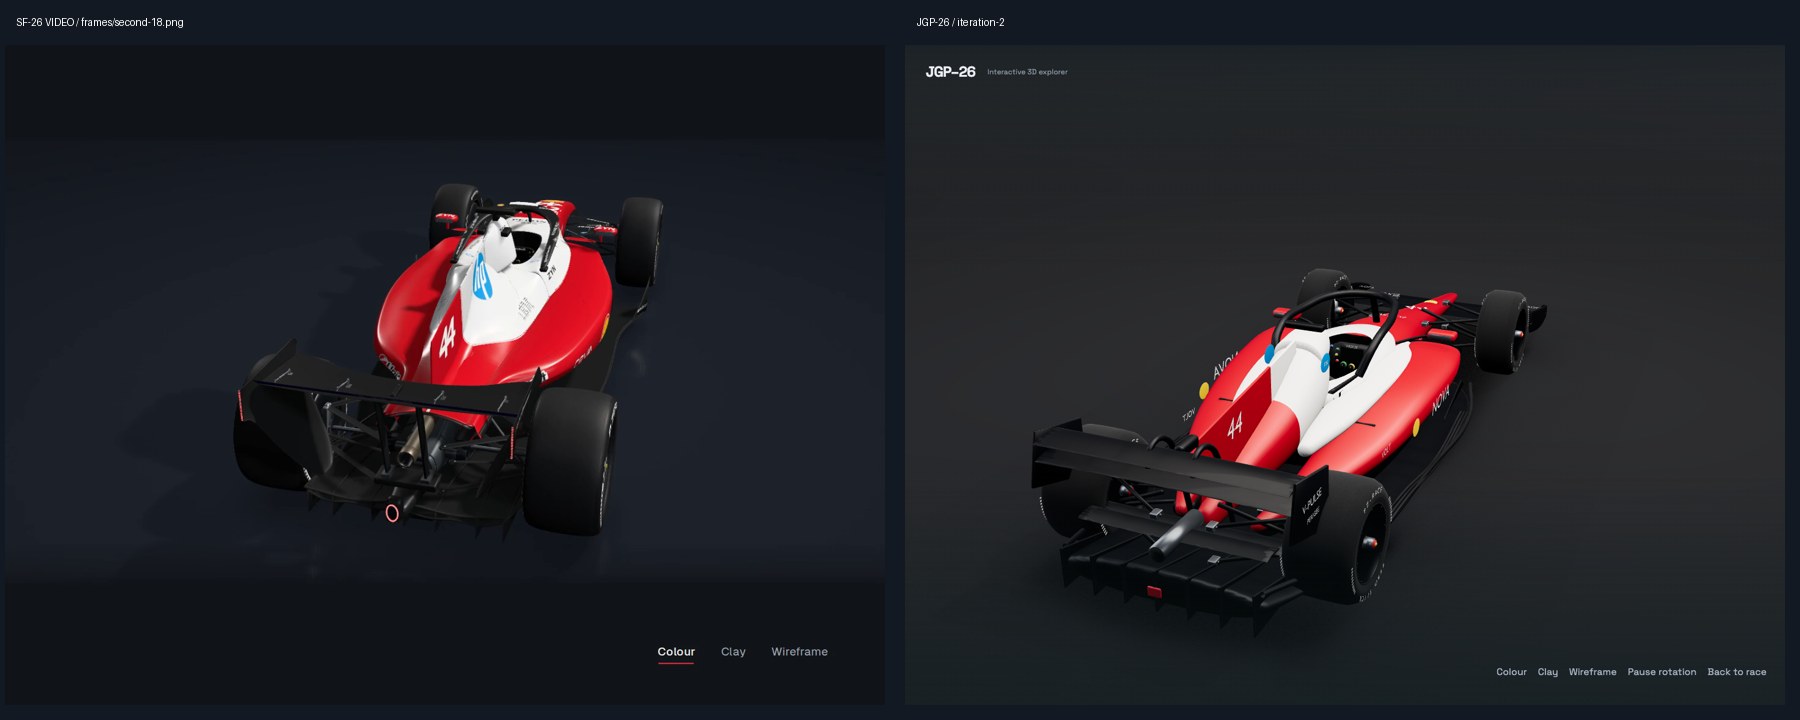 SF-26 VIDEO / frames/second-18.png
JGP-26 / iteration-2
JGP-26 Interactive 3D explorer
44
44
NOVA
V-PULSE
Colour Clay Wireframe
Colour Clay Wireframe Pause rotation Back to race